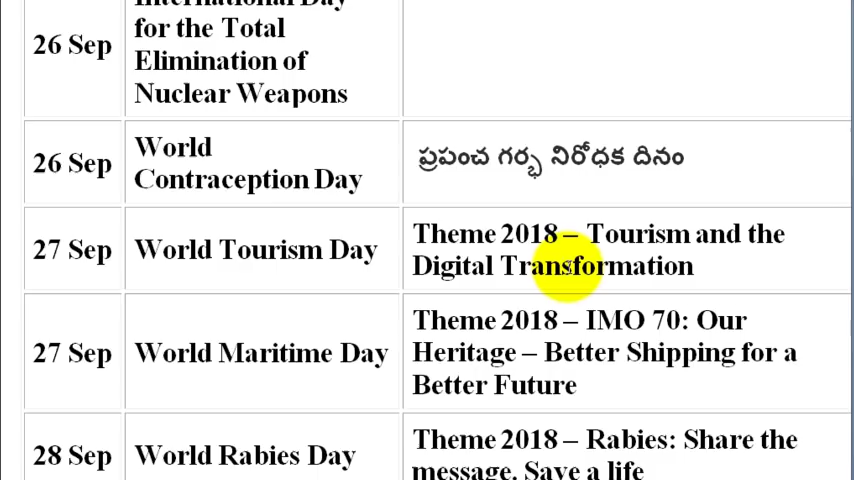 International Day
for the Total
26 Sep
Elimination of
Nuclear Weapons
26 Sep
World
Contraception Day
ప్రపంచ గర్భ నిరోధక దినం
27 Sep
World Tourism Day
Theme 2018 – Tourism and the
Digital Transformation
27 Sep
World Maritime Day
Theme 2018 – IMO 70: Our
Heritage – Better Shipping for a
Better Future
28 Sep
World Rabies Day
Theme 2018 – Rabies: Share the
message. Save a life